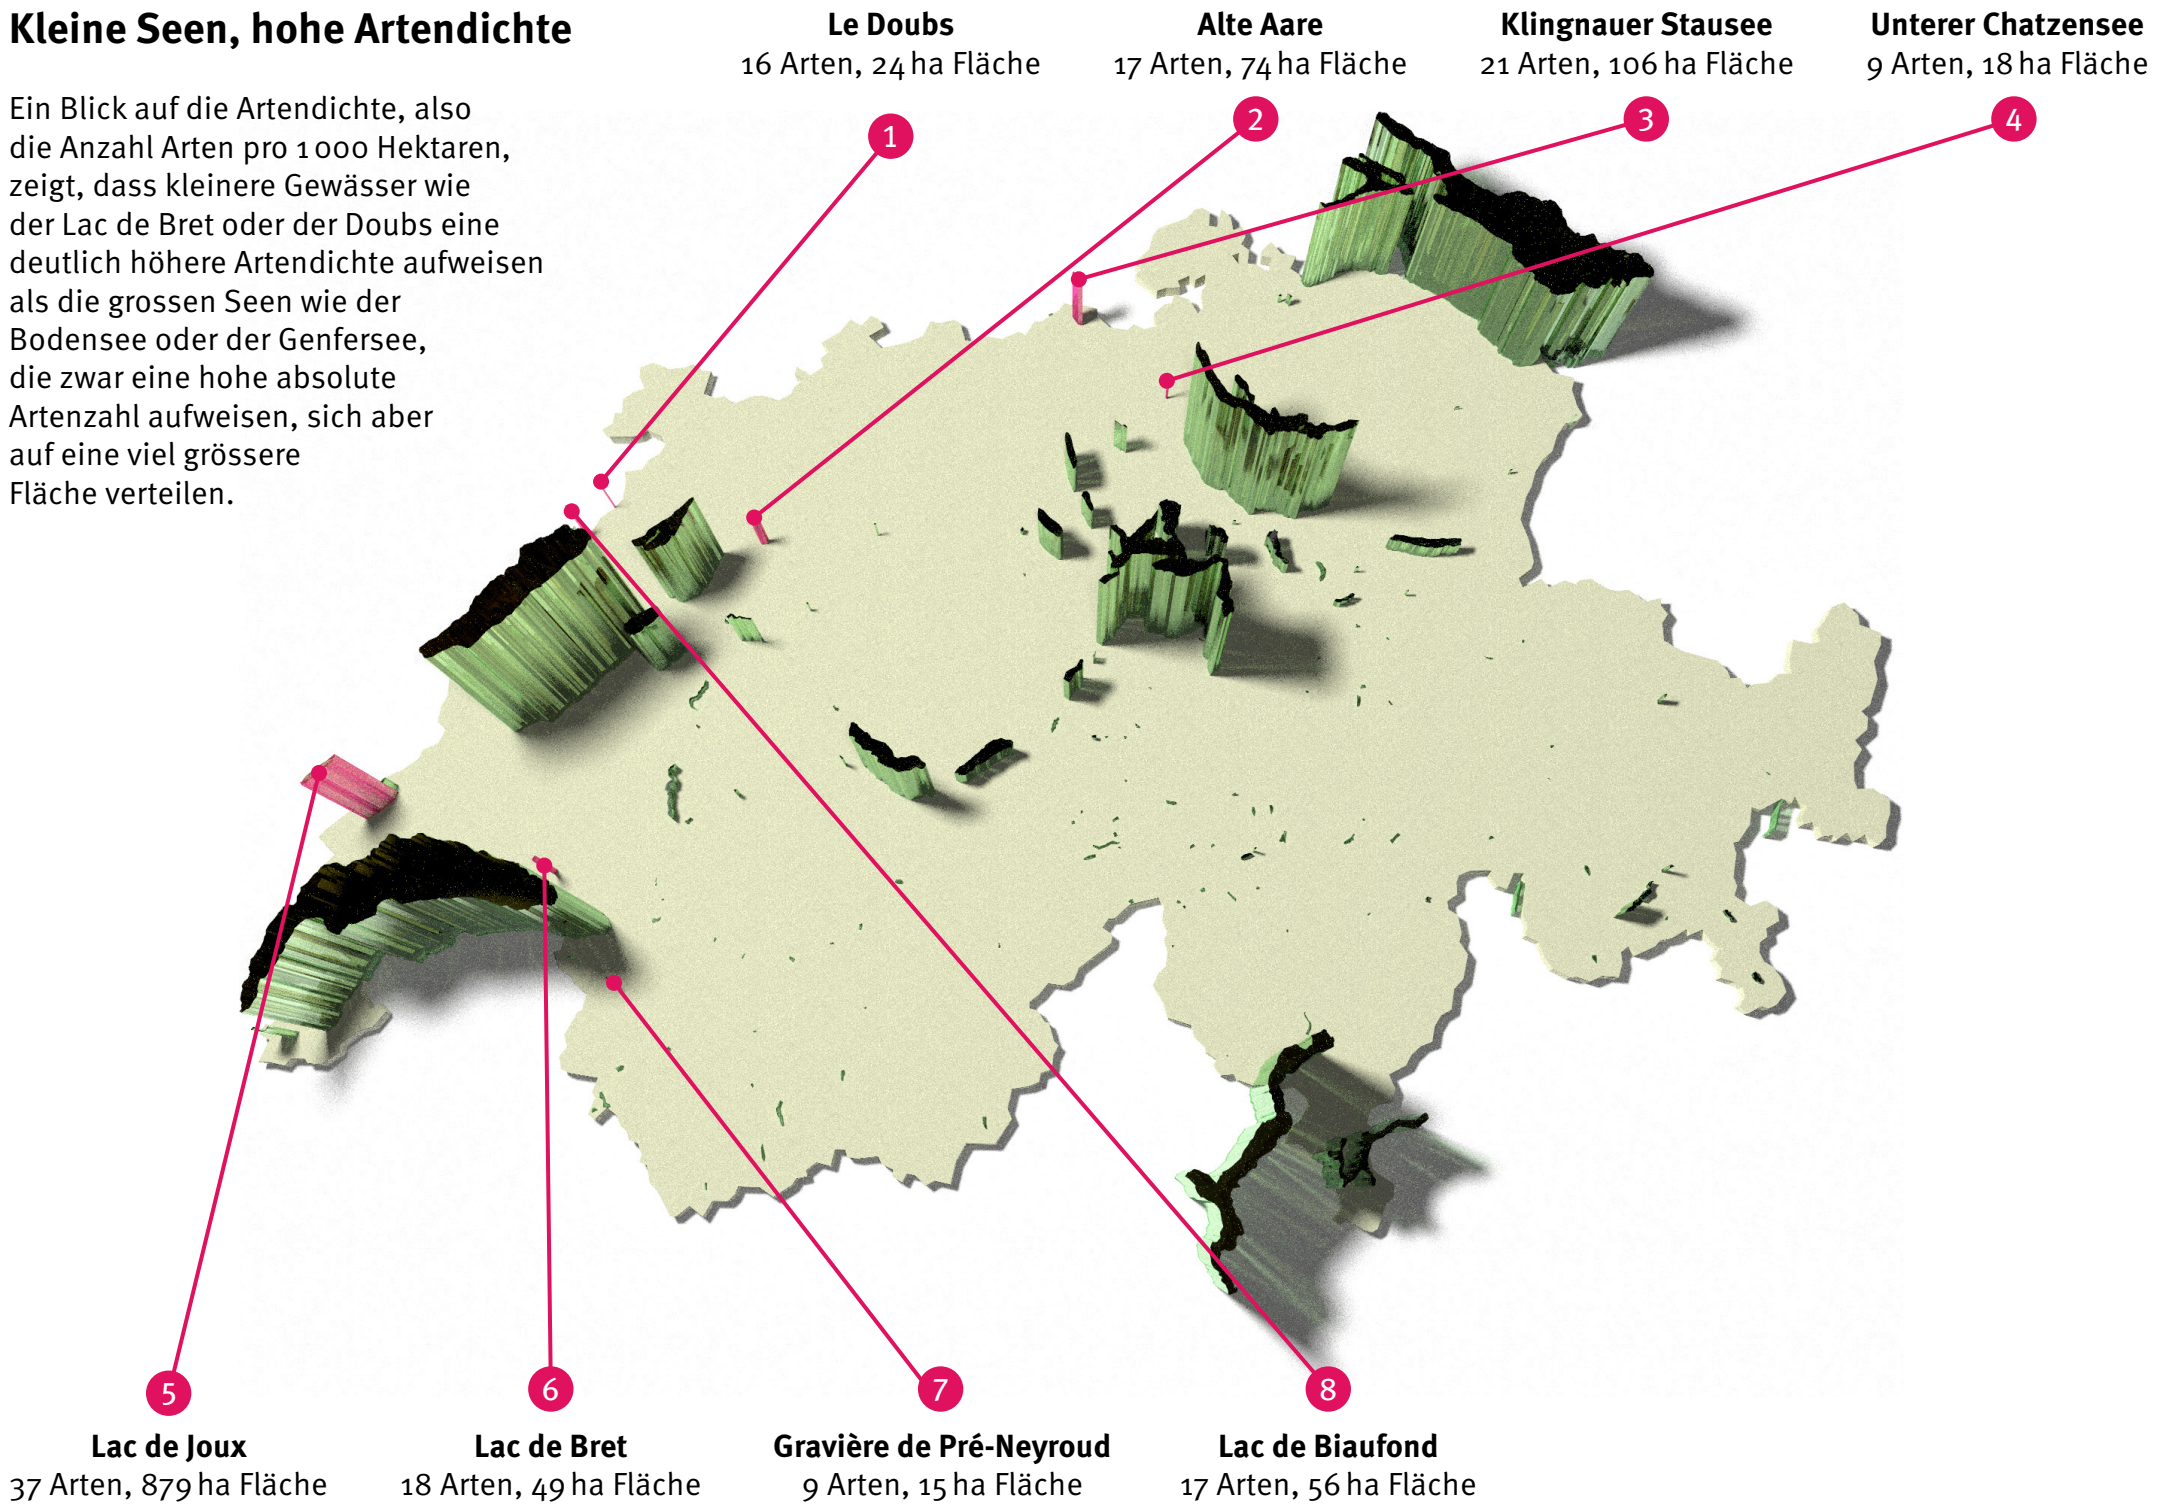 Kleine Seen, hohe Artendichte
Ein Blick auf die Artendichte, also
die Anzahl Arten pro 1000 Hektaren,
zeigt, dass kleinere Gewässer wie
der Lac de Bret oder der Doubs eine
deutlich höhere Artendichte aufweisen
als die grossen Seen wie der
Bodensee oder der Genfersee,
die zwar eine hohe absolute
Artenzahl aufweisen, sich aber
auf eine viel grössere
Fläche verteilen.
Le Doubs
16 Arten, 24 ha Fläche
1
Alte Aare
17 Arten, 74 ha Fläche
2
Klingnauer Stausee
21 Arten, 106 ha Fläche
3
Unterer Chatzensee
9 Arten, 18 ha Fläche
4
5
Lac de Joux
37 Arten, 879 ha Fläche
6
Lac de Bret
18 Arten, 49 ha Fläche
7
Gravière de Pré-Neyroud
9 Arten, 15 ha Fläche
8
Lac de Biaufond
17 Arten, 56 ha Fläche